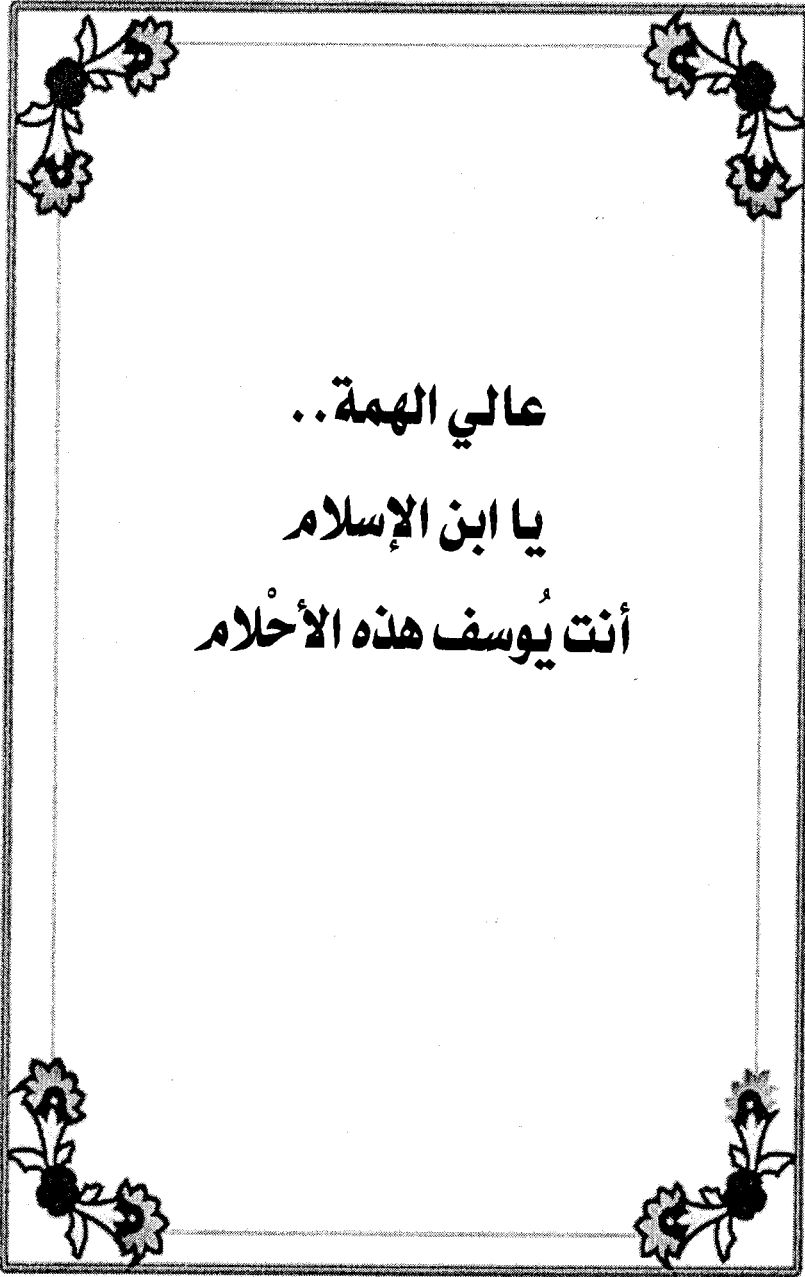 عالي الهمة..
يا ابن الإسلام
أنت يُوسف هذه الأحْلام